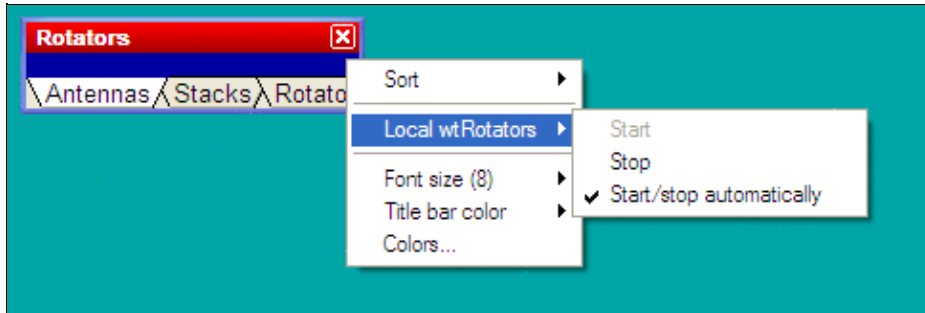 Rotators
Antennas Stacks Rotato
Sort
Local wtRotators
Font size (8)
Title bar color
Colors...
Start
Stop
Start/stop automatically